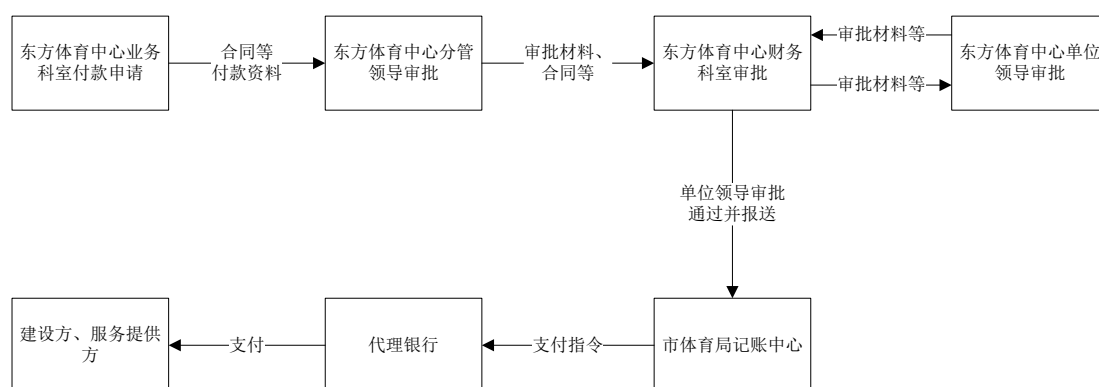 东方体育中心业务
科室付款申请
合同等
付款资料
东方体育中心分管
领导审批
审批材料、
合同等
东方体育中心财务
科室审批
审批材料等
审批材料等
东方体育中心单位
领导审批
单位领导审批
通过并报送
建设方、服务提供
方
支付
代理银行
支付指令
市体育局记账中心